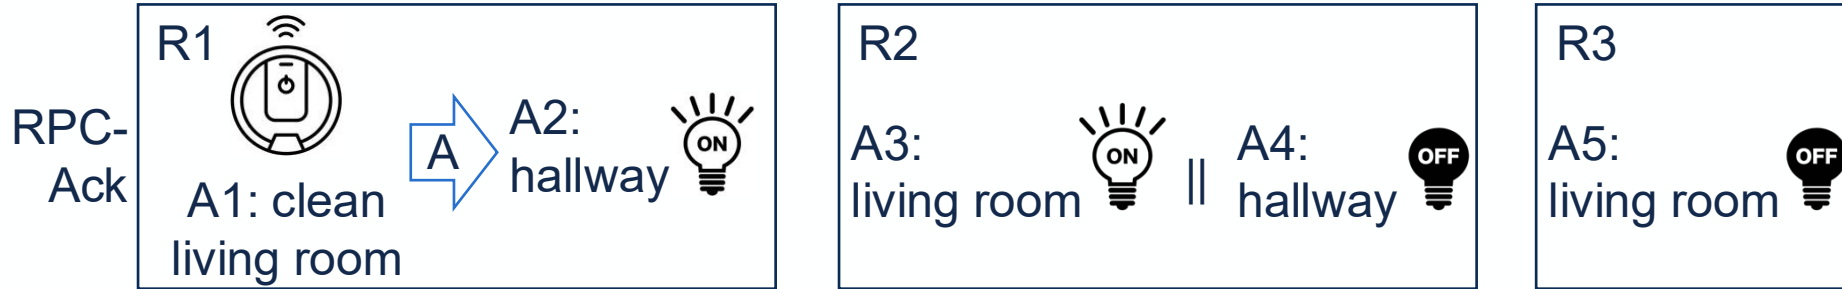 RPC-
Ack
R1
A1: clean
living room
A
A2:
hallway
ON
R2
A3:
living room
ON
||
A4:
hallway
OFF
R3
A5:
living room
OFF